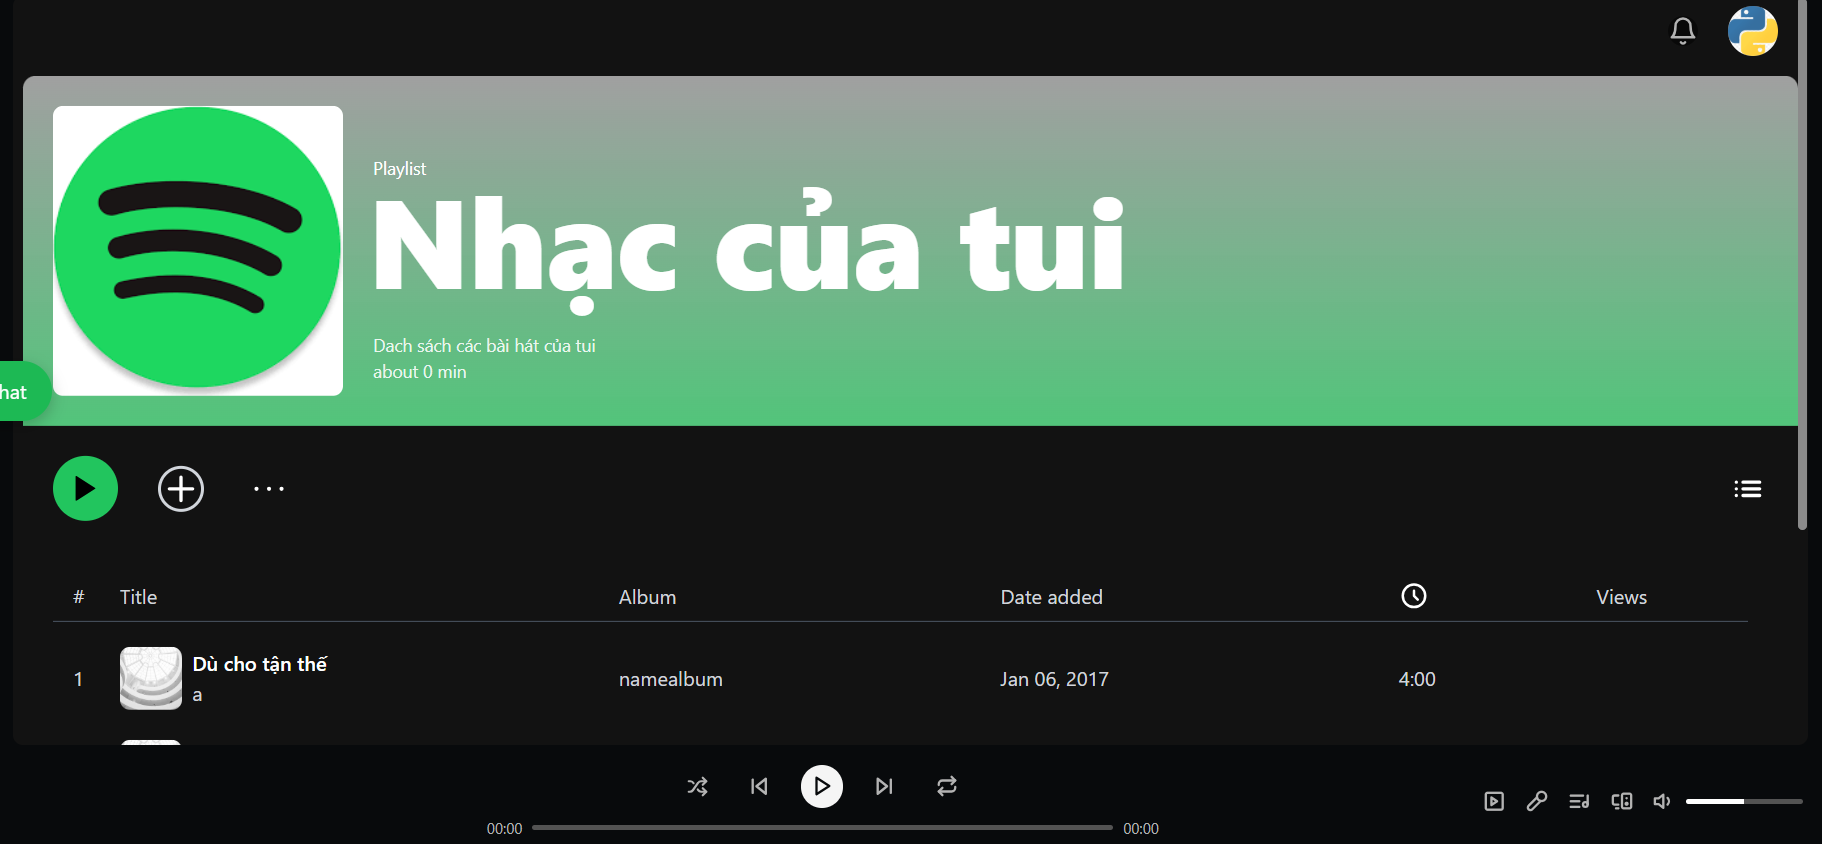 Playlist
Nhạc của tui
Dach sách các bài hát của tui
about 0 min
hat
# Title Album Date added Views
1 Dù cho tận thế namealbum Jan 06, 2017 4:00
a
00:00 00:00